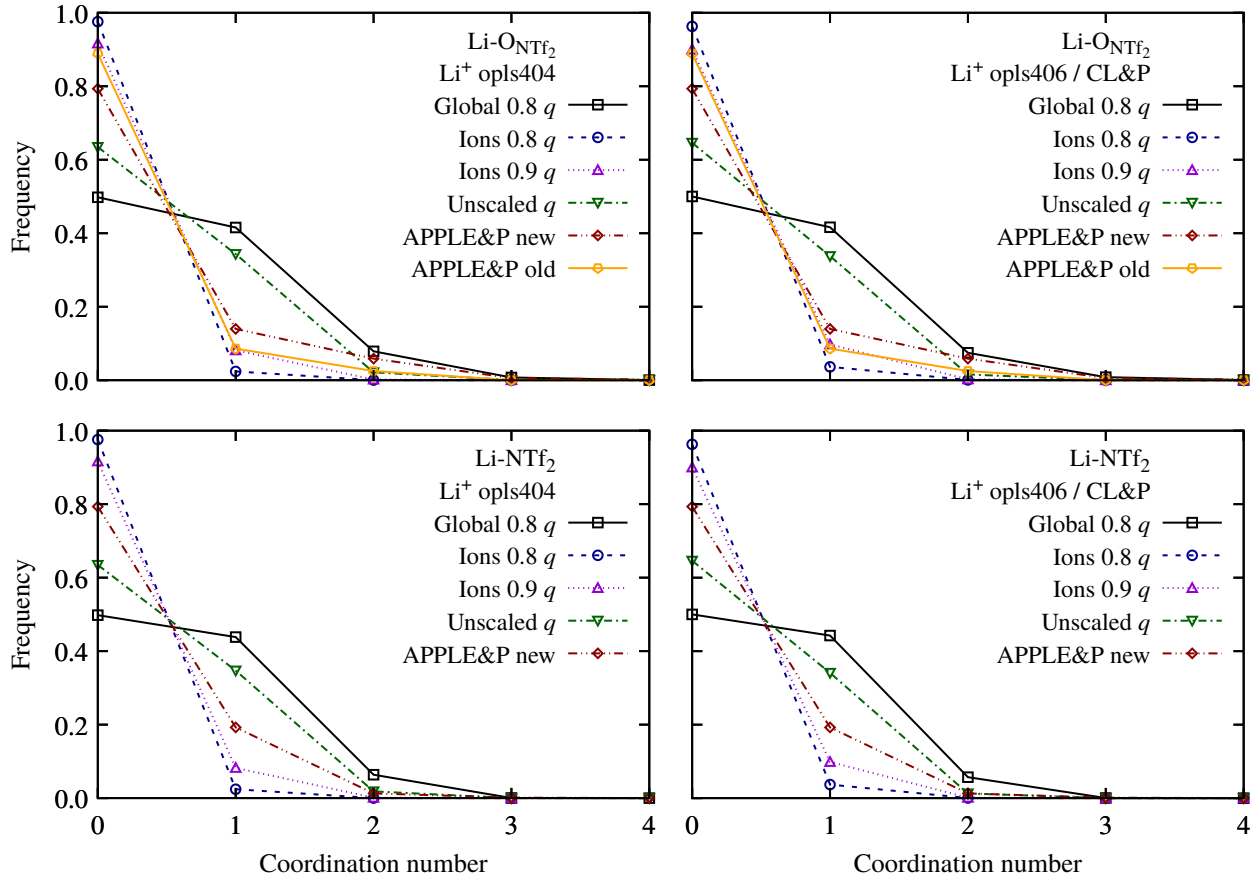 1.0
0.8
0.6
0.4
0.2
0.0
Frequency
Li-O_NTf₂
Li⁺ opls404
Global 0.8 q
Ions 0.8 q
Ions 0.9 q
Unscaled q
APPLE&P new
APPLE&P old
Li-O_NTf₂
Li⁺ opls406 / CL&P
Global 0.8 q
Ions 0.8 q
Ions 0.9 q
Unscaled q
APPLE&P new
APPLE&P old
1.0
0.8
0.6
0.4
0.2
0.0
Frequency
Li-NTf₂
Li⁺ opls404
Global 0.8 q
Ions 0.8 q
Ions 0.9 q
Unscaled q
APPLE&P new
0 1 2 3 4
Coordination number
Li-NTf₂
Li⁺ opls406 / CL&P
Global 0.8 q
Ions 0.8 q
Ions 0.9 q
Unscaled q
APPLE&P new
0 1 2 3 4
Coordination number